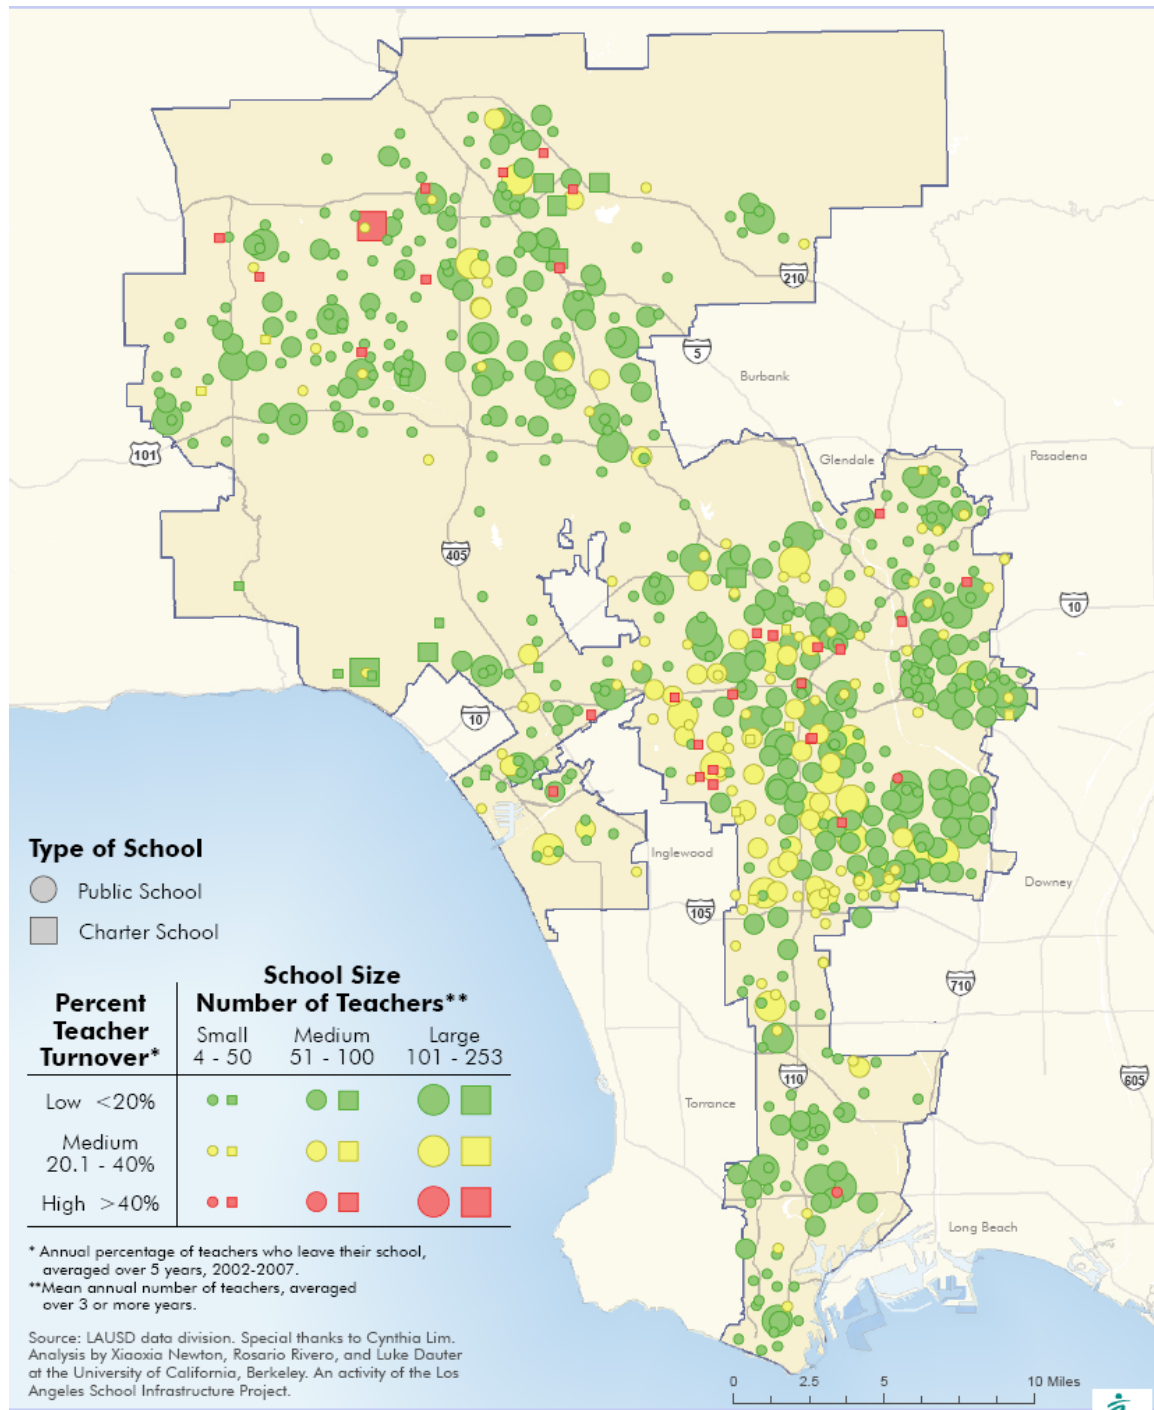 210
5
Burbank
101
Glendale
Pasadena
405
10
10
Type of School
Public School
Charter School
Inglewood
Downey
105
710
School Size
Number of Teachers**
Percent
Teacher
Turnover*
Small
4 - 50
Medium
51 - 100
Large
101 - 253
Low <20%
Medium
20.1 - 40%
High >40%
110
605
Torrance
Long Beach
* Annual percentage of teachers who leave their school,
averaged over 5 years, 2002-2007.
**Mean annual number of teachers, averaged
over 3 or more years.
Source: LAUSD data division. Special thanks to Cynthia Lim.
Analysis by Xiaoxia Newton, Rosario Rivero, and Luke Dauter
at the University of California, Berkeley. An activity of the Los
Angeles School Infrastructure Project.
0 2.5 5 10 Miles